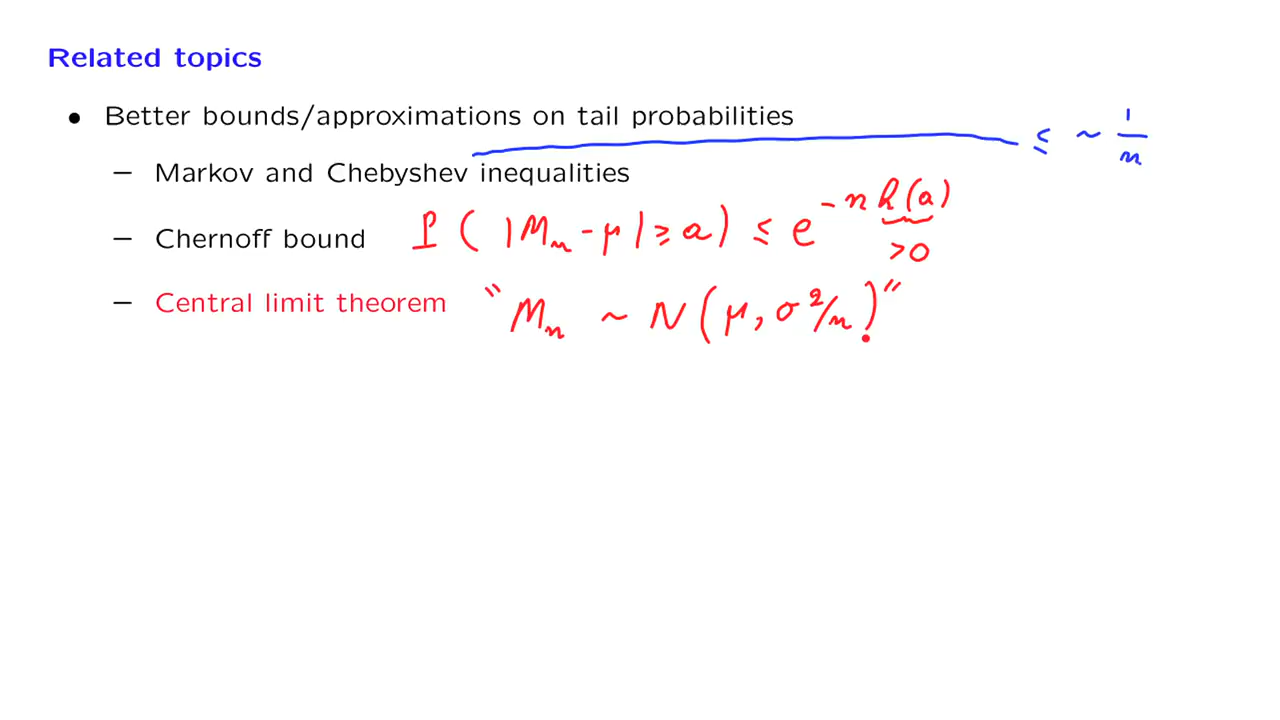 Related topics
• Better bounds/approximations on tail probabilities
≤ ~ 1/n
– Markov and Chebyshev inequalities
– Chernoff bound P(|Mₙ - μ| ≥ a) ≤ e^{-n h(a)}
>0
– Central limit theorem "Mₙ ~ N(μ, σ²/n)"